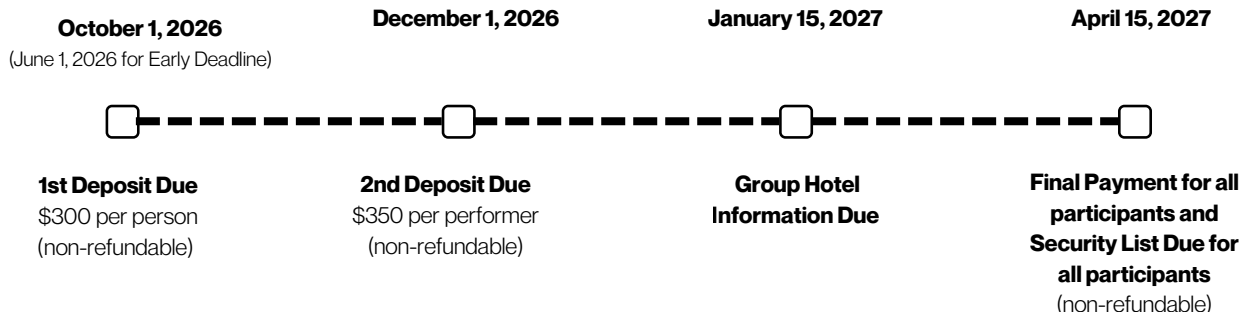 October 1, 2026
(June 1, 2026 for Early Deadline)
December 1, 2026
January 15, 2027
April 15, 2027
1st Deposit Due
$300 per person
(non-refundable)
2nd Deposit Due
$350 per performer
(non-refundable)
Group Hotel
Information Due
Final Payment for all
participants and
Security List Due for
all participants
(non-refundable)